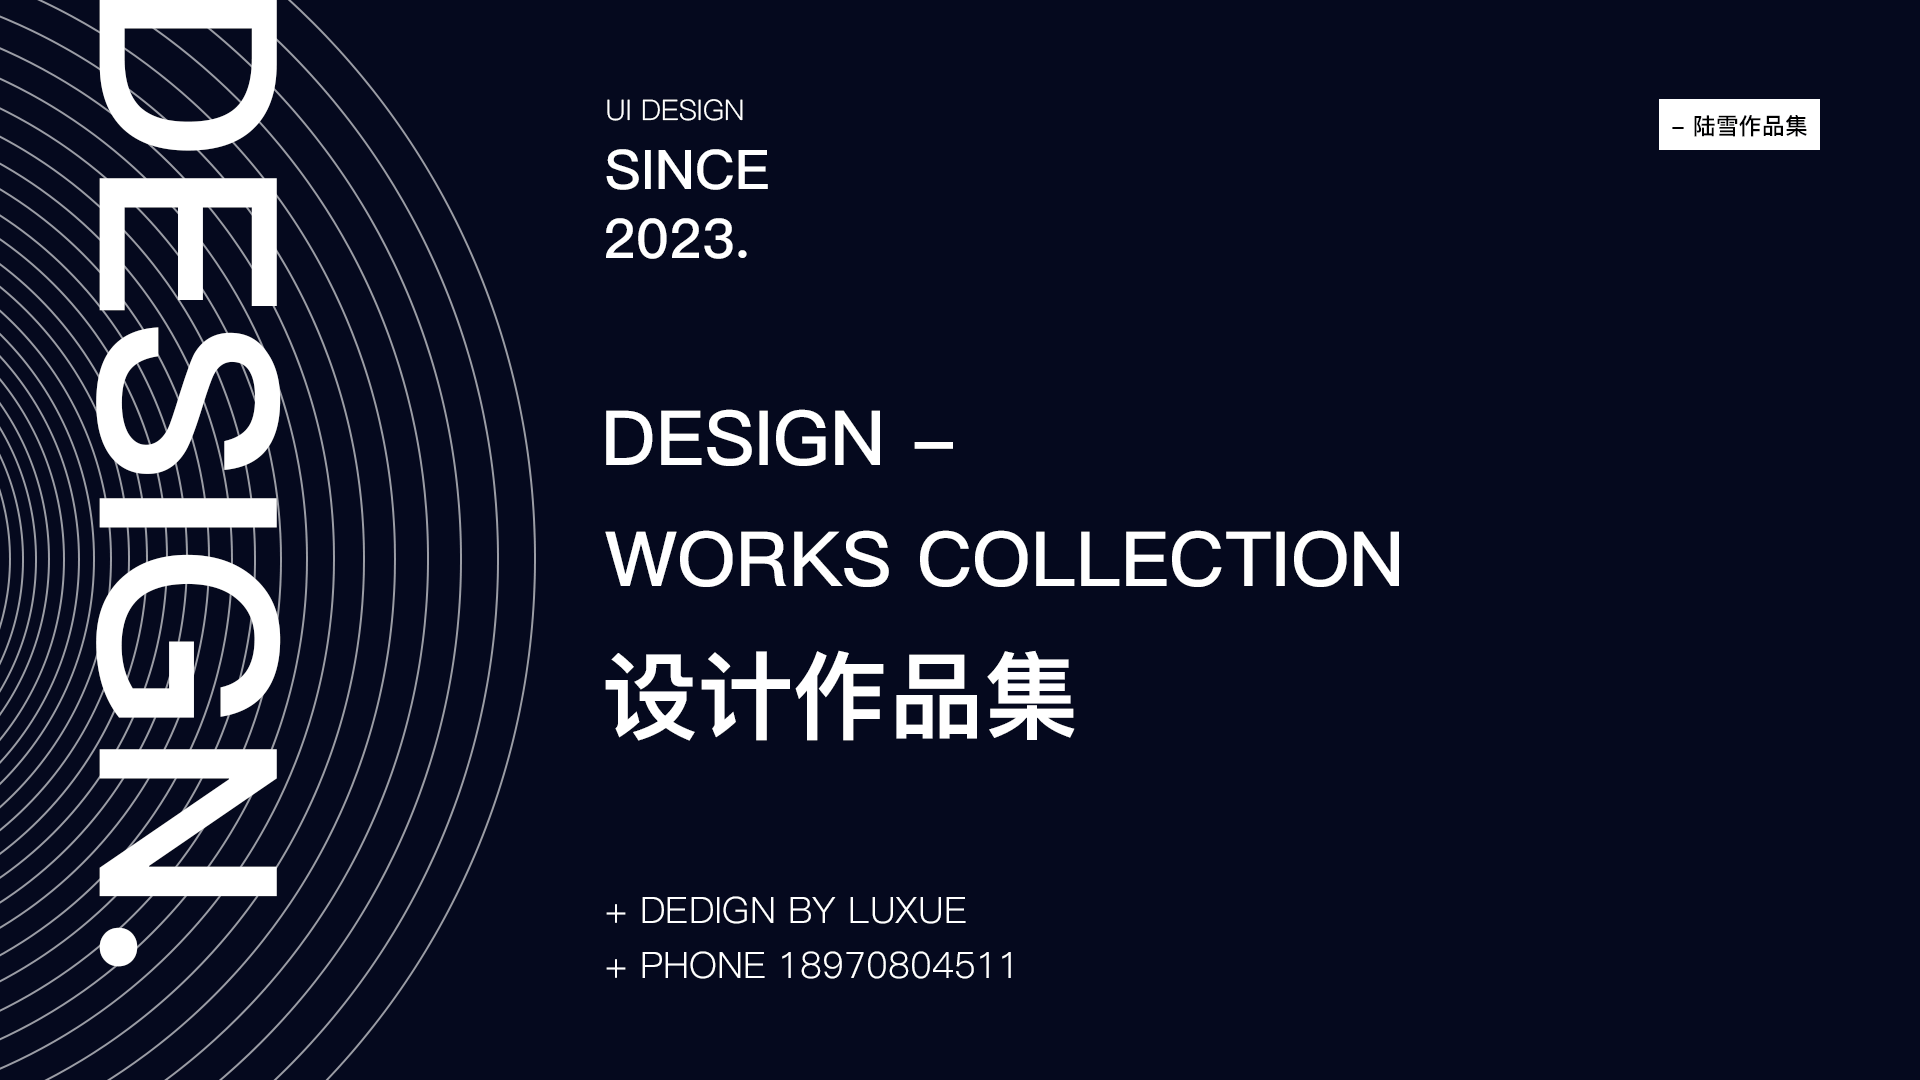 DESIGN.
UI DESIGN
SINCE
2023.
– 陆雪作品集
DESIGN –
WORKS COLLECTION
设计作品集
+ DEDIGN BY LUXUE
+ PHONE 18970804511